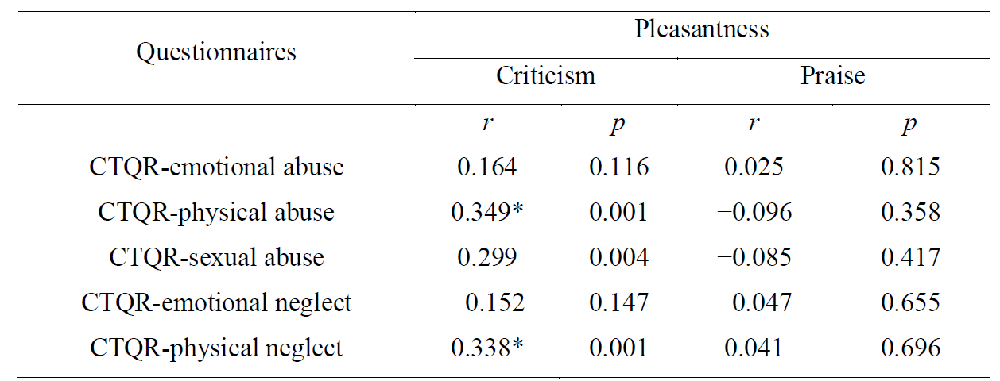 Pleasantness
Questionnaires
Criticism Praise
r p r p
CTQR-emotional abuse 0.164 0.116 0.025 0.815
CTQR-physical abuse 0.349* 0.001 −0.096 0.358
CTQR-sexual abuse 0.299 0.004 −0.085 0.417
CTQR-emotional neglect −0.152 0.147 −0.047 0.655
CTQR-physical neglect 0.338* 0.001 0.041 0.696